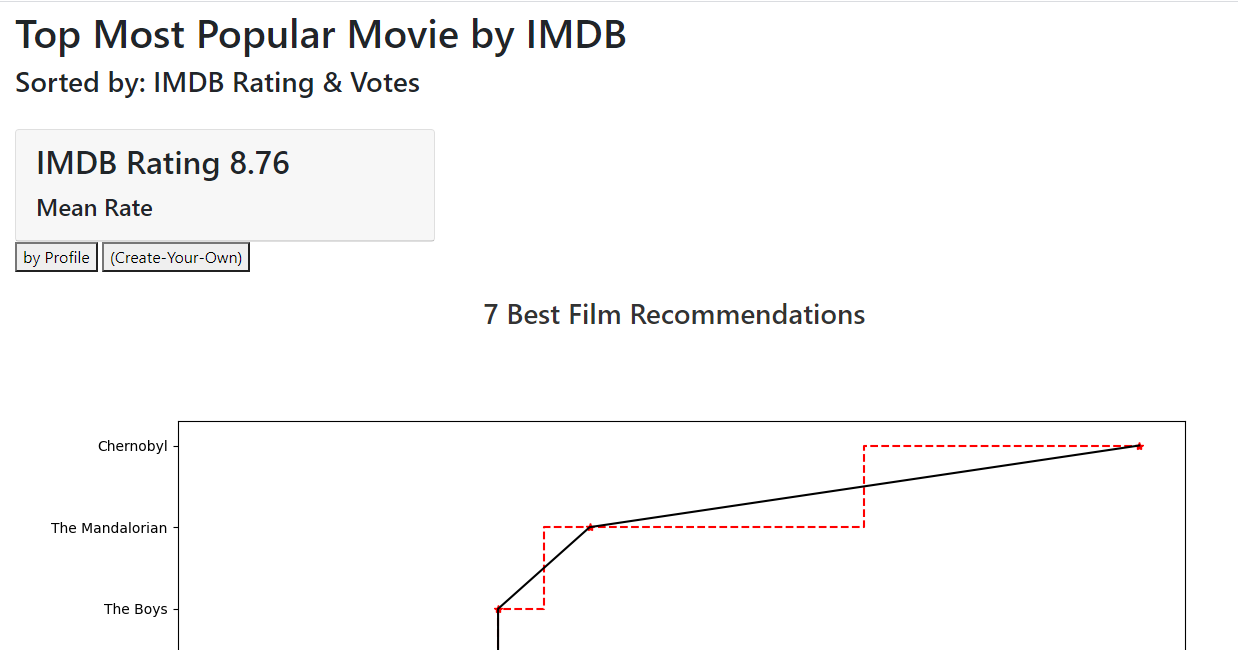 Top Most Popular Movie by IMDB
Sorted by: IMDB Rating & Votes
IMDB Rating 8.76
Mean Rate
by Profile (Create-Your-Own)
7 Best Film Recommendations
Chernobyl
The Mandalorian
The Boys